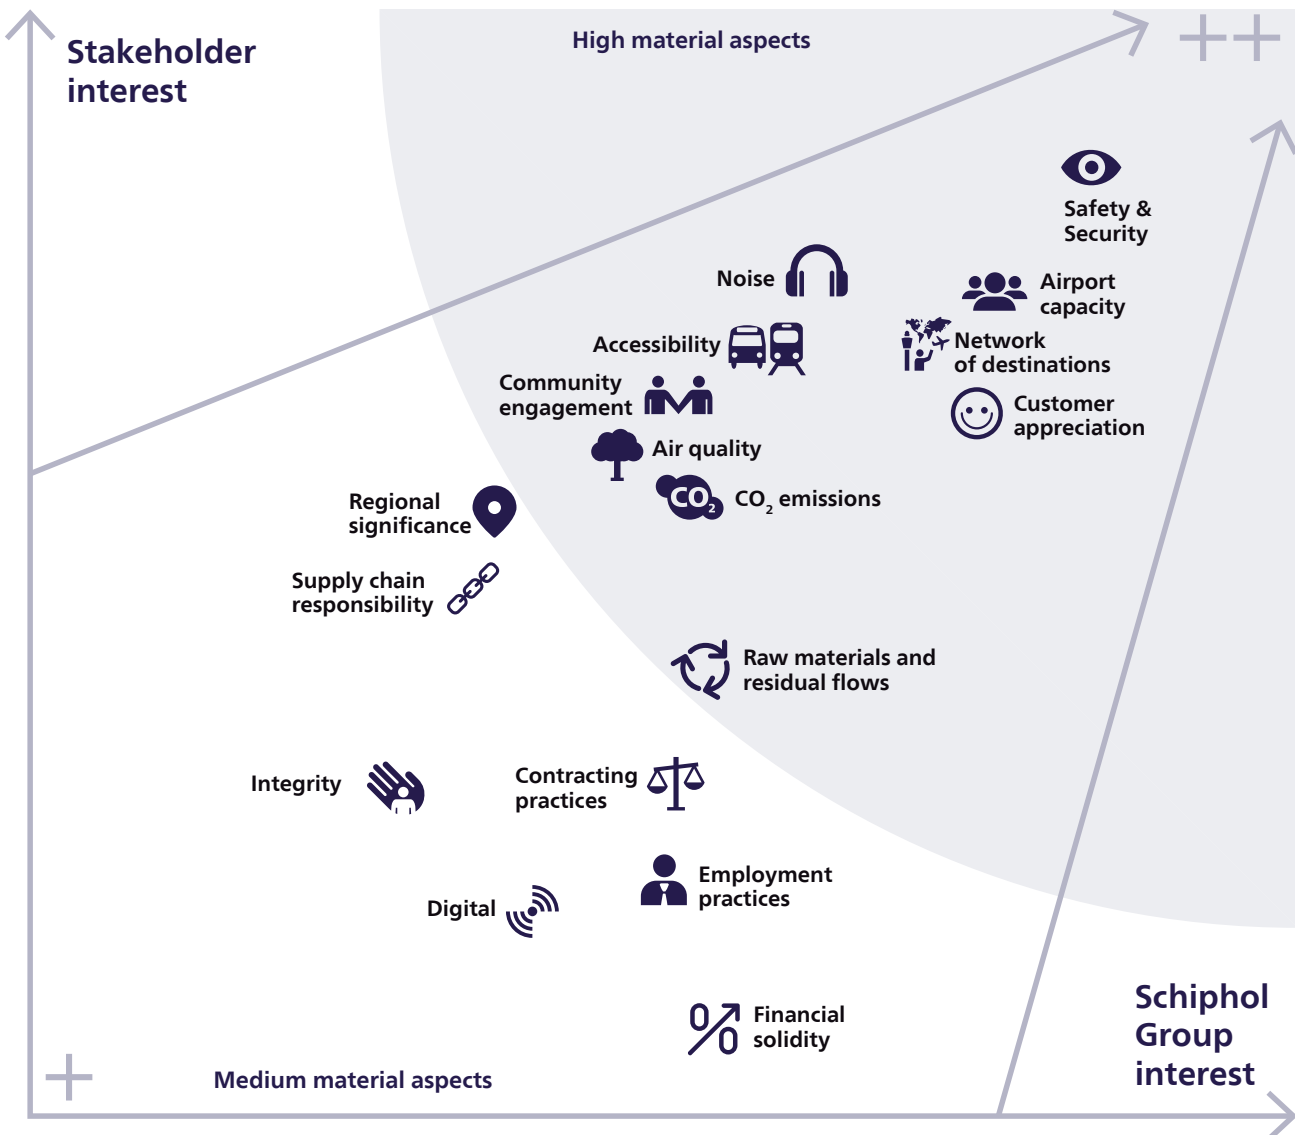 Stakeholder
interest
High material aspects
Safety &
Security
Noise
Airport
capacity
Accessibility
Network
of destinations
Community
engagement
Customer
appreciation
Air quality
CO2
CO2 emissions
Regional
significance
Supply chain
responsibility
Raw materials and
residual flows
Integrity
Contracting
practices
Employment
practices
Digital
Financial
solidity
Schiphol
Group
interest
Medium material aspects